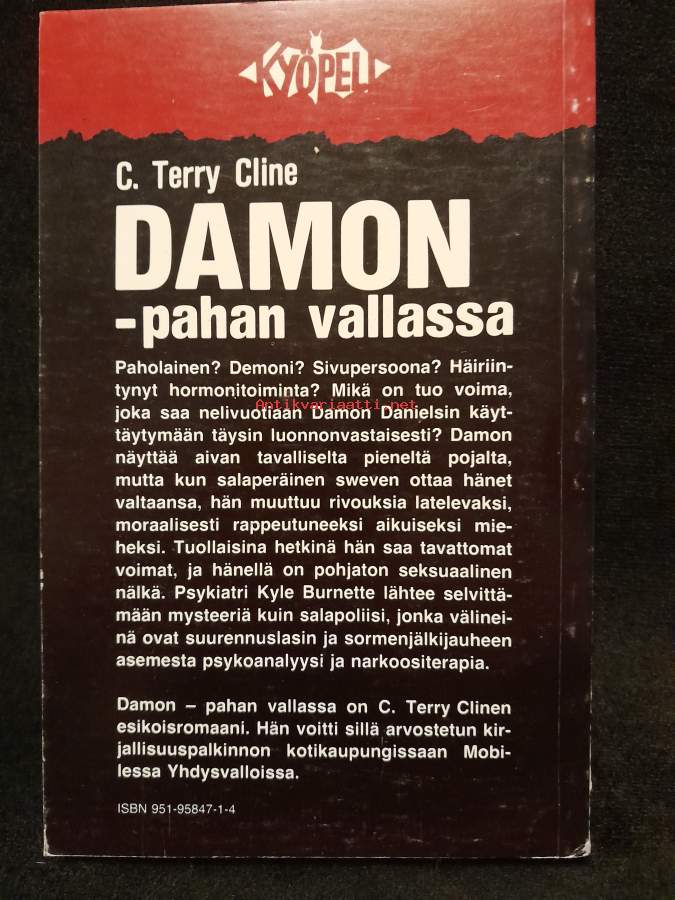 KYÖPELI
C. Terry Cline
DAMON
-pahan vallassa
Paholainen? Demoni? Sivupersoona? Häiriin-
tynyt hormonitoiminta? Mikä on tuo voima,
Antikvariaatti.net
joka saa nelivuotiaan Damon Danielsin käyt-
täytymään täysin luonnonvastaisesti? Damon
näyttää aivan tavalliselta pieneltä pojalta,
mutta kun salaperäinen sweven ottaa hänet
valtaansa, hän muuttuu rivouksia latelevaksi,
moraalisesti rappeutuneeksi aikuiseksi mie-
heksi. Tuollaisina hetkinä hän saa tavattomat
voimat, ja hänellä on pohjaton seksuaalinen
nälkä. Psykiatri Kyle Burnette lähtee selvittä-
mään mysteeriä kuin salapoliisi, jonka välinei-
nä ovat suurennuslasin ja sormenjälkijauheen
asemesta psykoanalyysi ja narkoositerapia.
Damon – pahan vallassa on C. Terry Clinen
esikoisromaani. Hän voitti sillä arvostetun kir-
jallisuuspalkinnon kotikaupungissaan Mobi-
lessa Yhdysvalloissa.
ISBN 951-95847-1-4